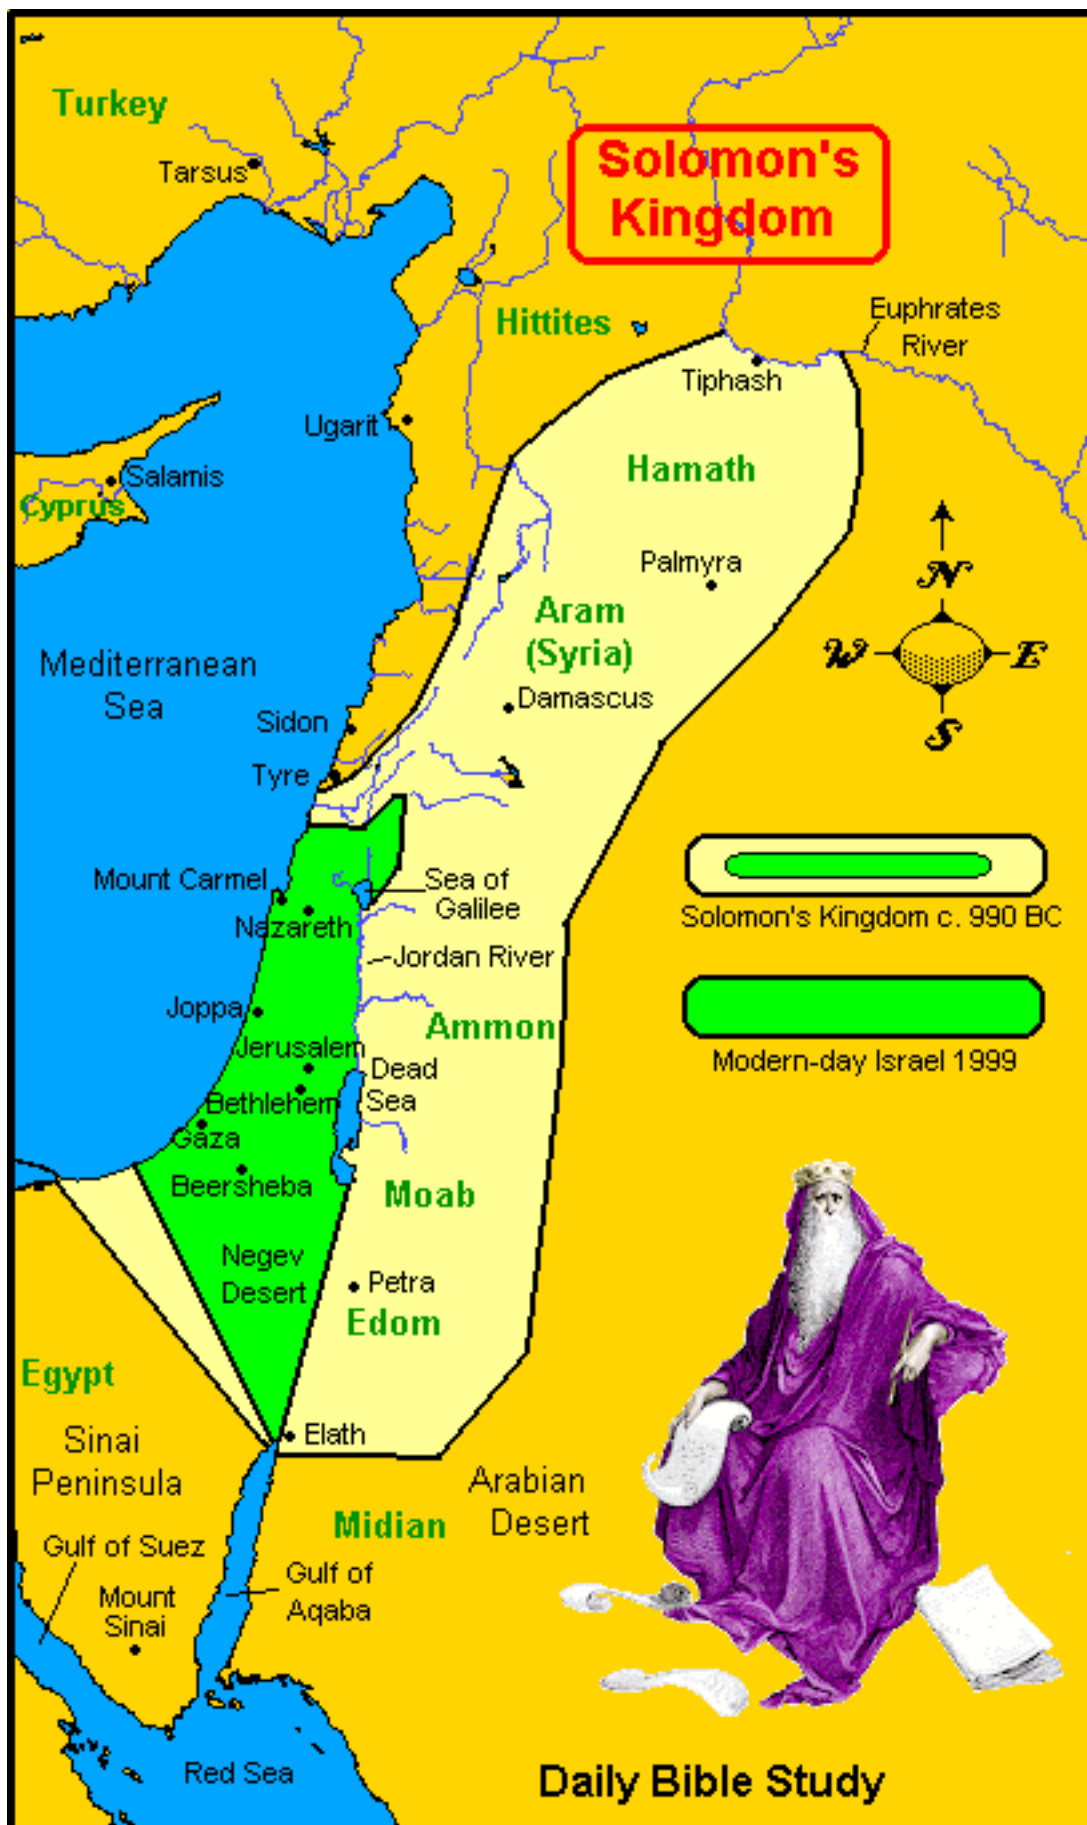 Turkey
Tarsus
Solomon's
Kingdom
Hittites
Euphrates
River
Tiphash
Ugarit
Hamath
Salamis
Cyprus
Palmyra
N
Aram
(Syria)
W
E
Mediterranean
Sea
Damascus
Sidon
S
Tyre
Mount Carmel
Sea of
Galilee
Nazareth
Solomon's Kingdom c. 990 BC
Jordan River
Joppa
Ammon
Jerusalem
Dead
Sea
Modern-day Israel 1999
Bethlehem
Gaza
Beersheba
Moab
Negev
Desert
Petra
Edom
Egypt
Elath
Sinai
Peninsula
Arabian
Desert
Midian
Gulf of Suez
Gulf of
Aqaba
Mount
Sinai
Red Sea
Daily Bible Study